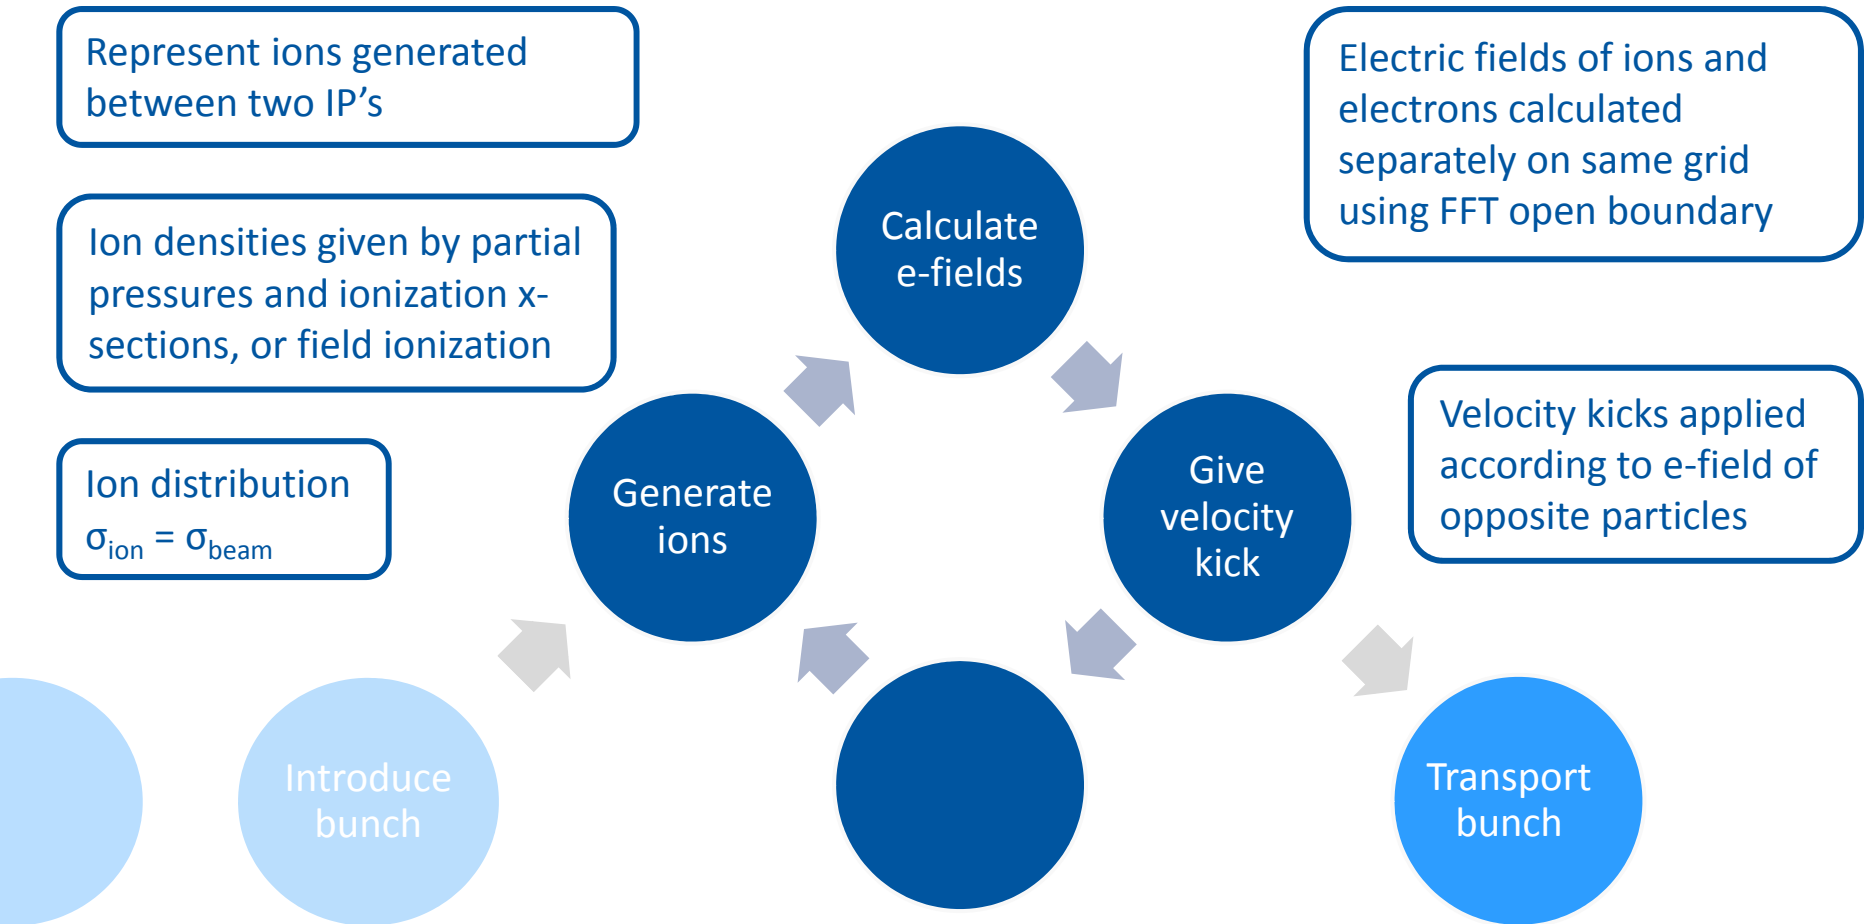 Represent ions generated
between two IP’s
Ion densities given by partial
pressures and ionization x-
sections, or field ionization
Ion distribution
σion = σbeam
Calculate
e-fields
Electric fields of ions and
electrons calculated
separately on same grid
using FFT open boundary
Generate
ions
Give
velocity
kick
Velocity kicks applied
according to e-field of
opposite particles
Introduce
bunch
Transport
bunch